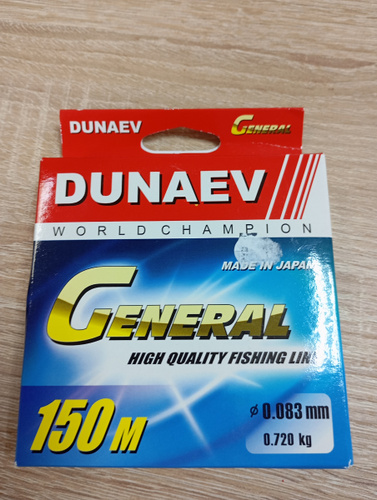 DUNAEV GENERAL
DUNAEV
WORLD CHAMPION
MADE IN JAPAN
GENERAL
HIGH QUALITY FISHING LINE
150 M
ø 0.083 mm
0.720 kg